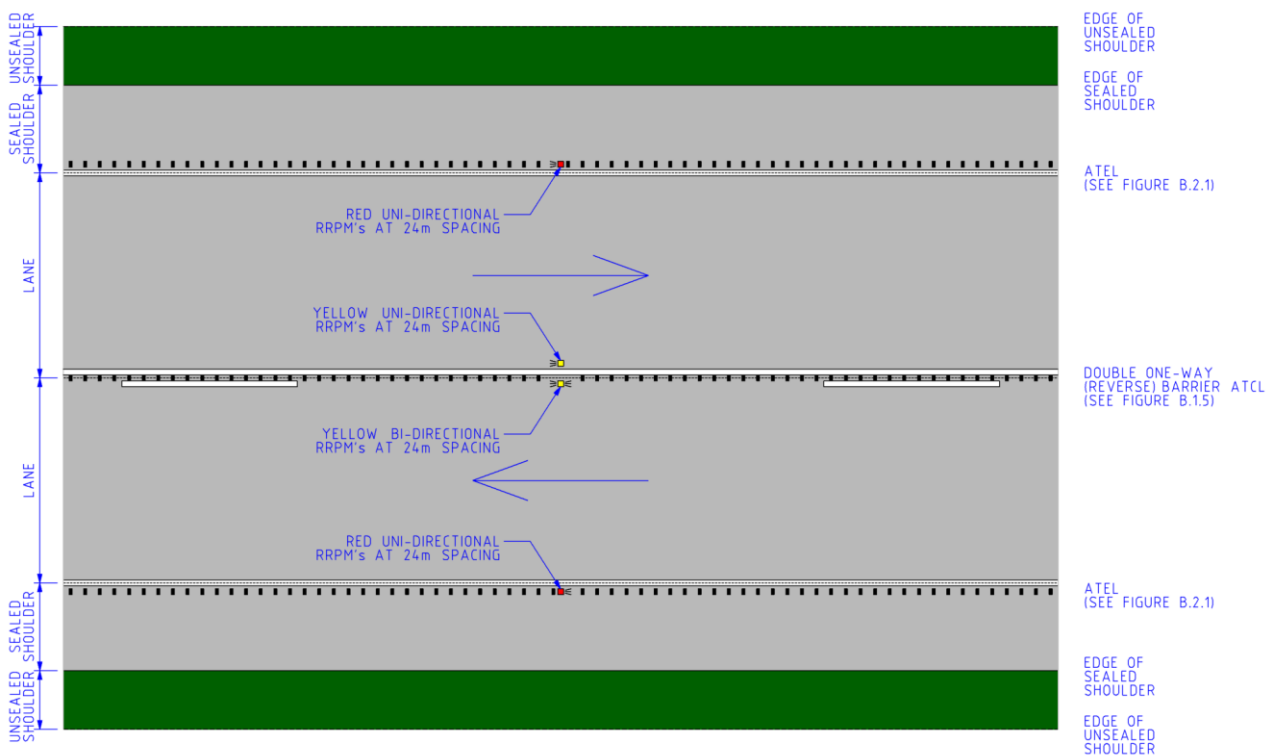 EDGE OF
UNSEALED
SHOULDER
UNSEALED
SHOULDER
EDGE OF
SEALED
SHOULDER
SEALED
SHOULDER
ATEL
(SEE FIGURE B.2.1)
RED UNI-DIRECTIONAL
RRPM's AT 24m SPACING
LANE
YELLOW UNI-DIRECTIONAL
RRPM's AT 24m SPACING
DOUBLE ONE-WAY
(REVERSE) BARRIER ATCL
(SEE FIGURE B.1.5)
YELLOW BI-DIRECTIONAL
RRPM's AT 24m SPACING
LANE
RED UNI-DIRECTIONAL
RRPM's AT 24m SPACING
ATEL
(SEE FIGURE B.2.1)
SEALED
SHOULDER
EDGE OF
SEALED
SHOULDER
UNSEALED
SHOULDER
EDGE OF
UNSEALED
SHOULDER